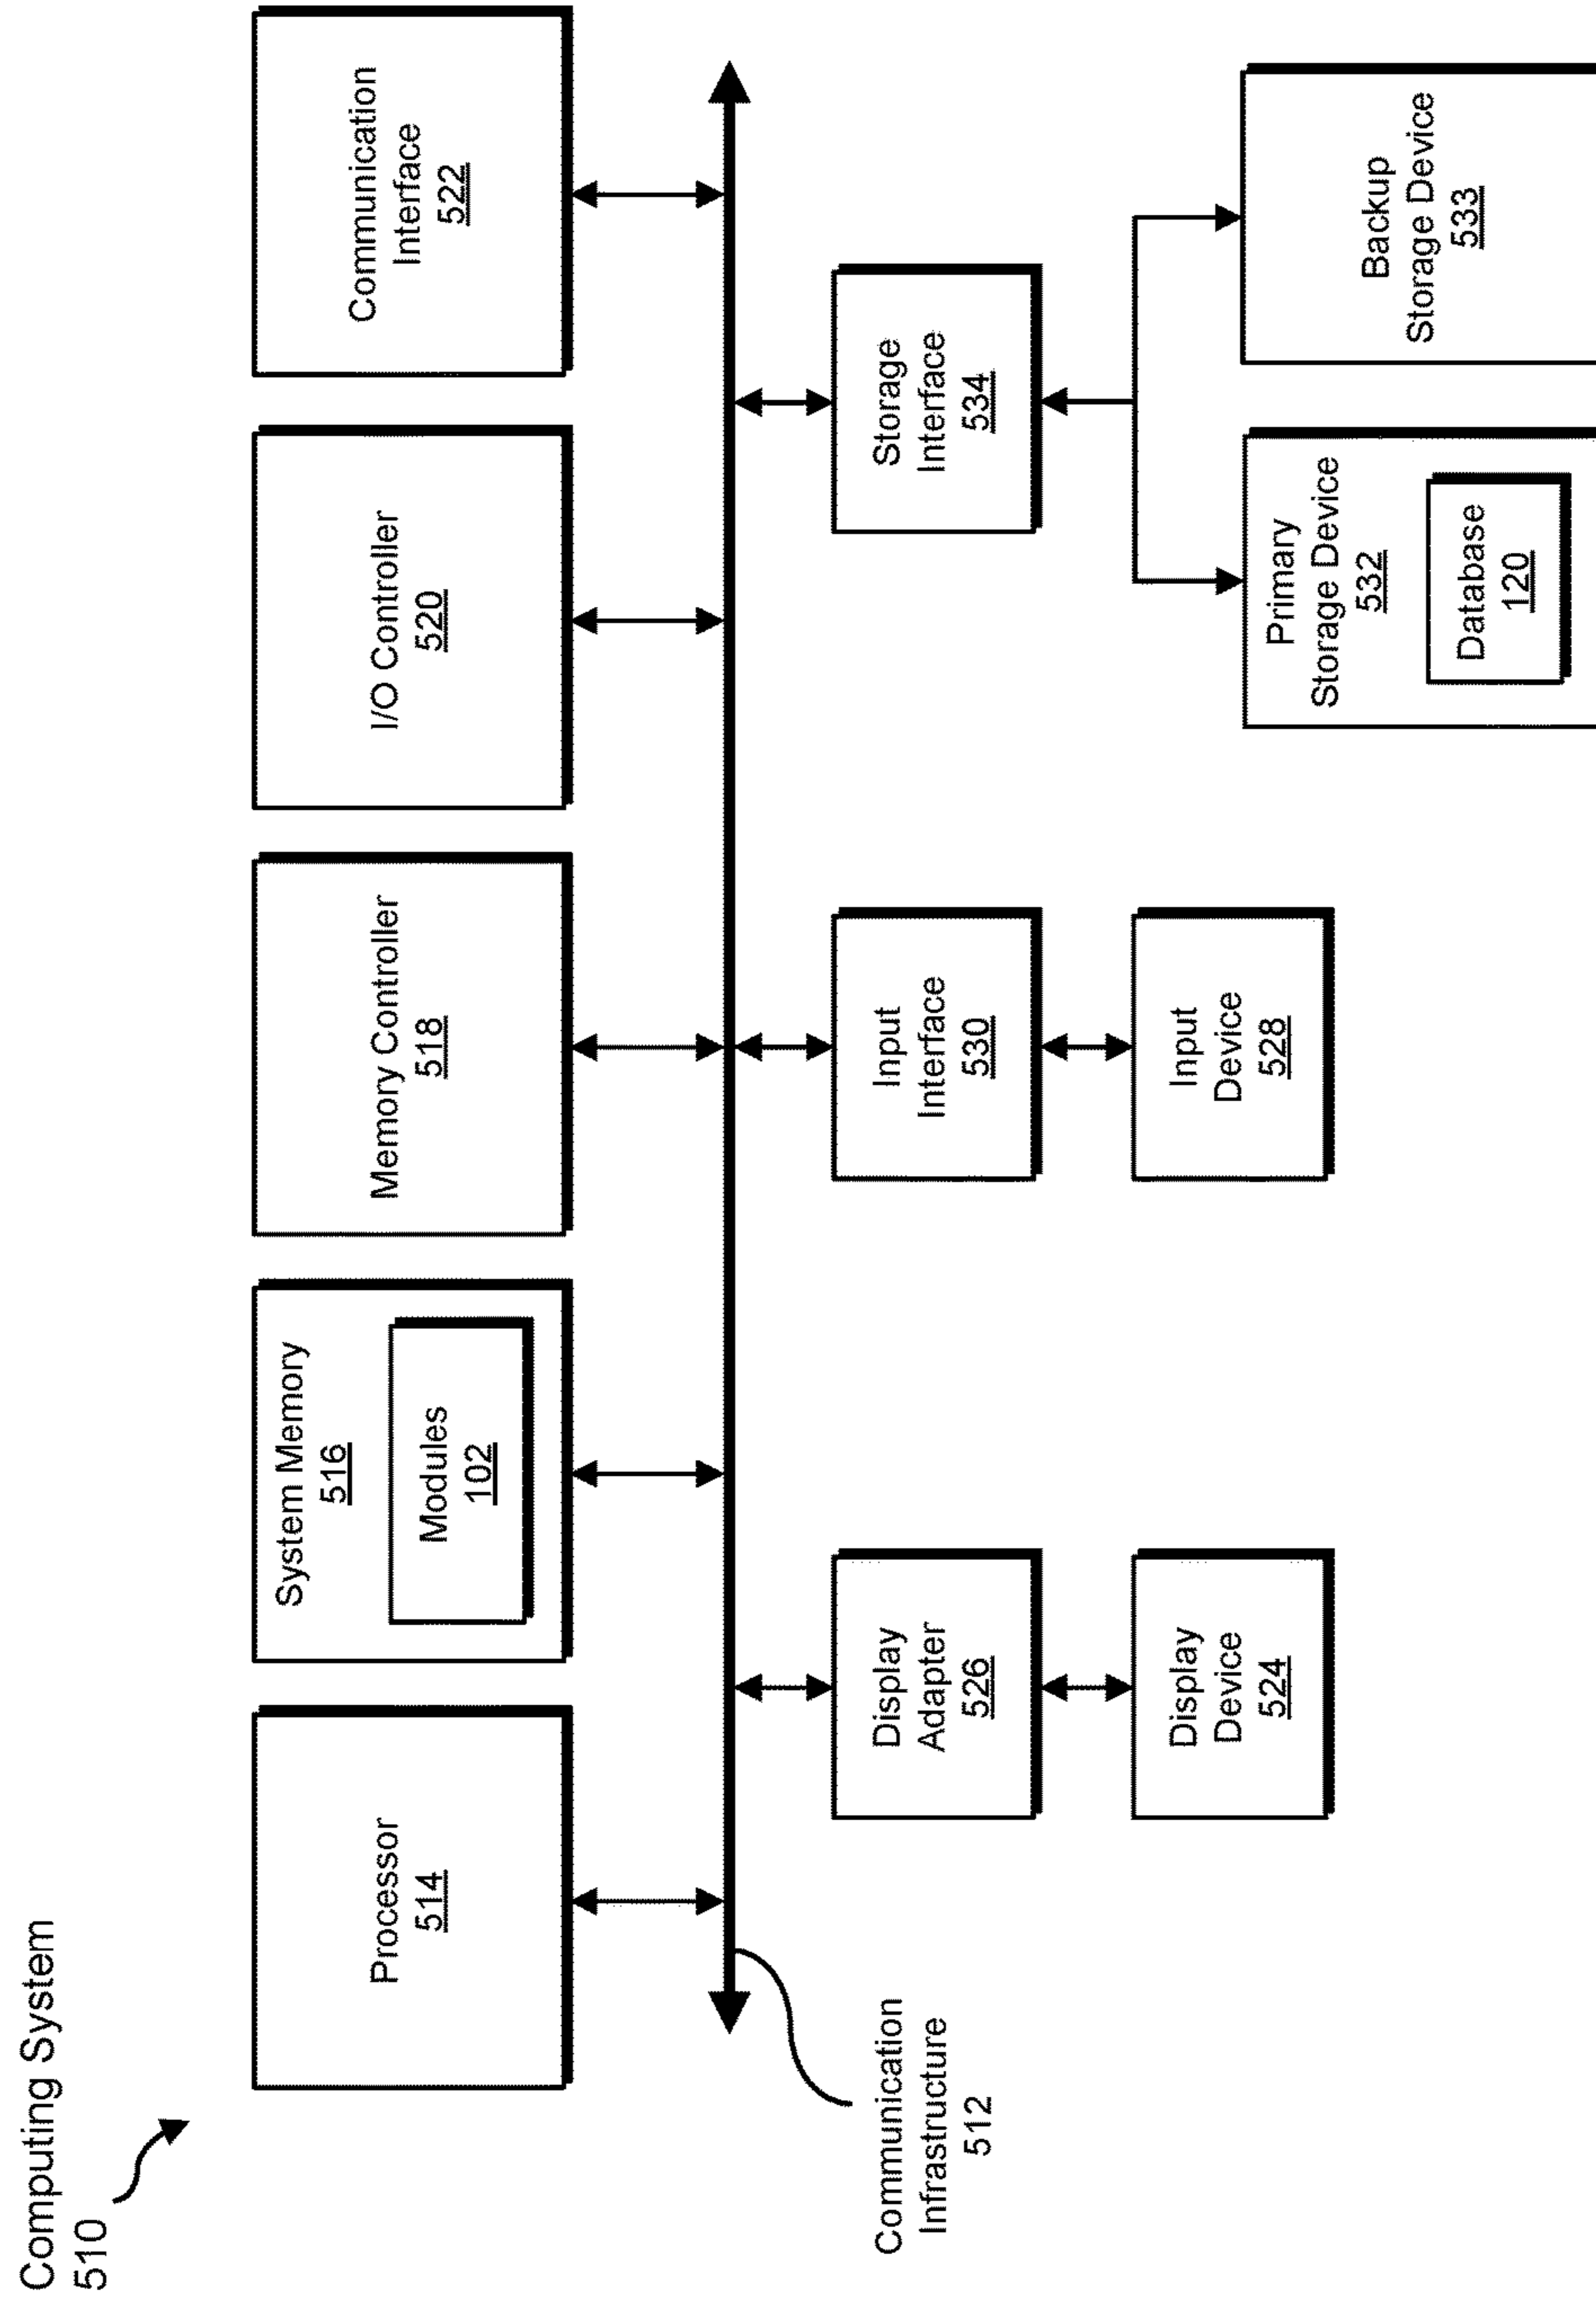 Computing System
510
Processor
514
System Memory
516
Modules
102
Memory Controller
518
I/O Controller
520
Communication
Interface
522
Communication
Infrastructure
512
Display
Adapter
526
Input
Interface
530
Storage
Interface
534
Display
Device
524
Input
Device
528
Primary
Storage Device
532
Database
120
Backup
Storage Device
533